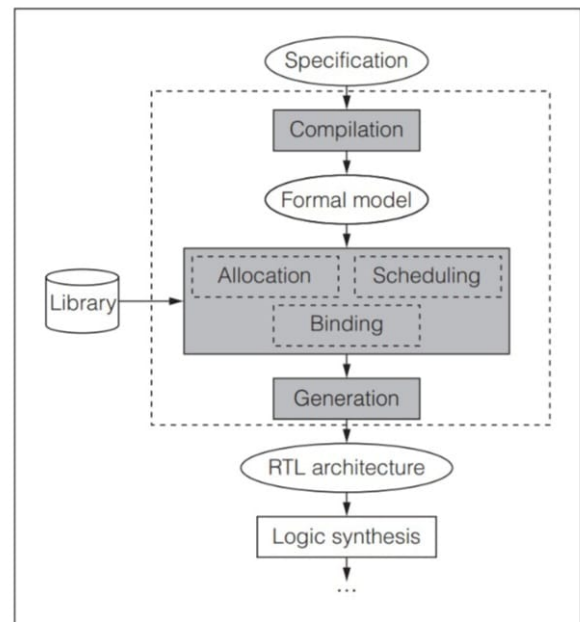 Specification
Compilation
Formal model
Allocation
Scheduling
Library
Binding
Generation
RTL architecture
Logic synthesis
...